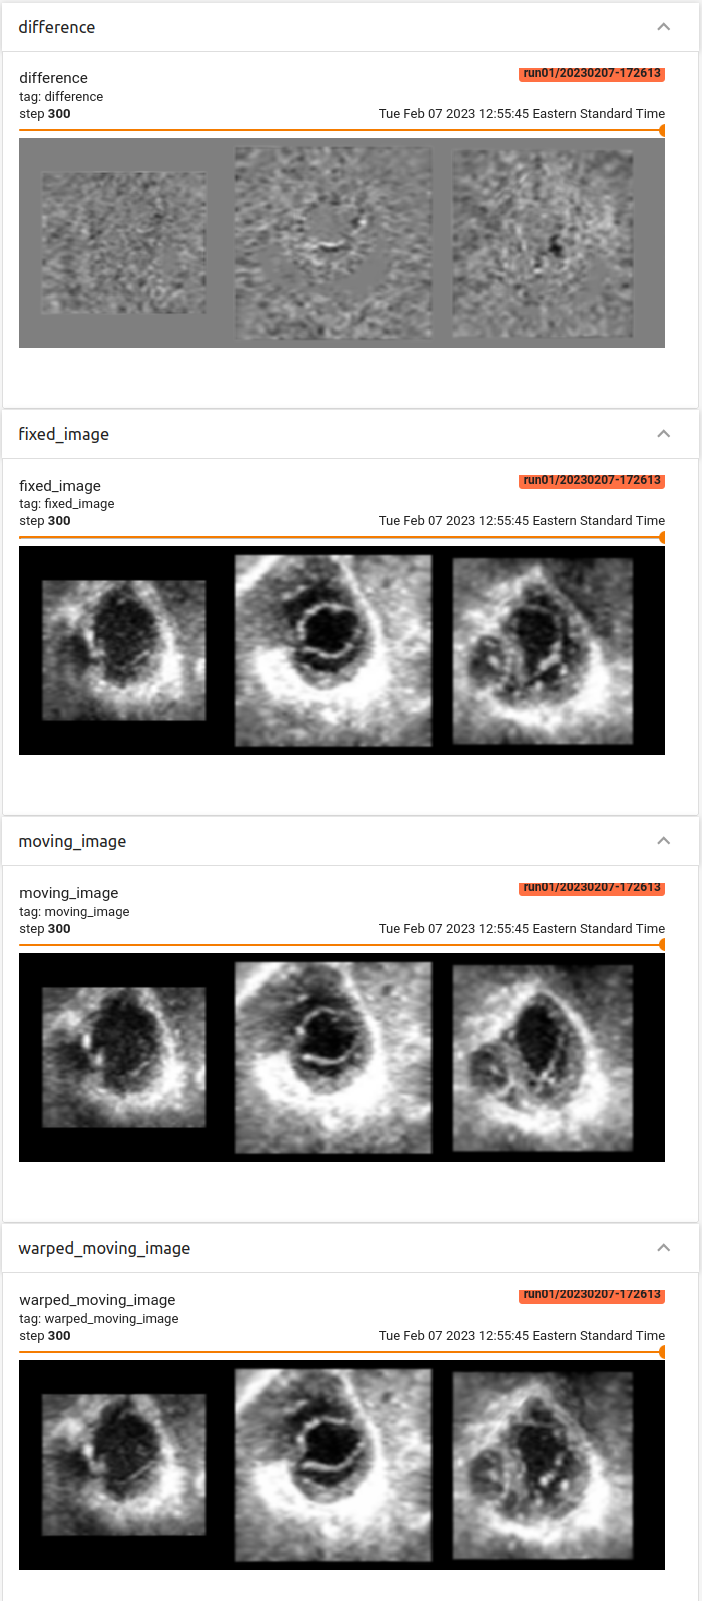 difference
difference
run01/20230207-172613
tag: difference
step 300
Tue Feb 07 2023 12:55:45 Eastern Standard Time
fixed_image
fixed_image
run01/20230207-172613
tag: fixed_image
step 300
Tue Feb 07 2023 12:55:45 Eastern Standard Time
moving_image
moving_image
run01/20230207-172613
tag: moving_image
step 300
Tue Feb 07 2023 12:55:45 Eastern Standard Time
warped_moving_image
warped_moving_image
run01/20230207-172613
tag: warped_moving_image
step 300
Tue Feb 07 2023 12:55:45 Eastern Standard Time